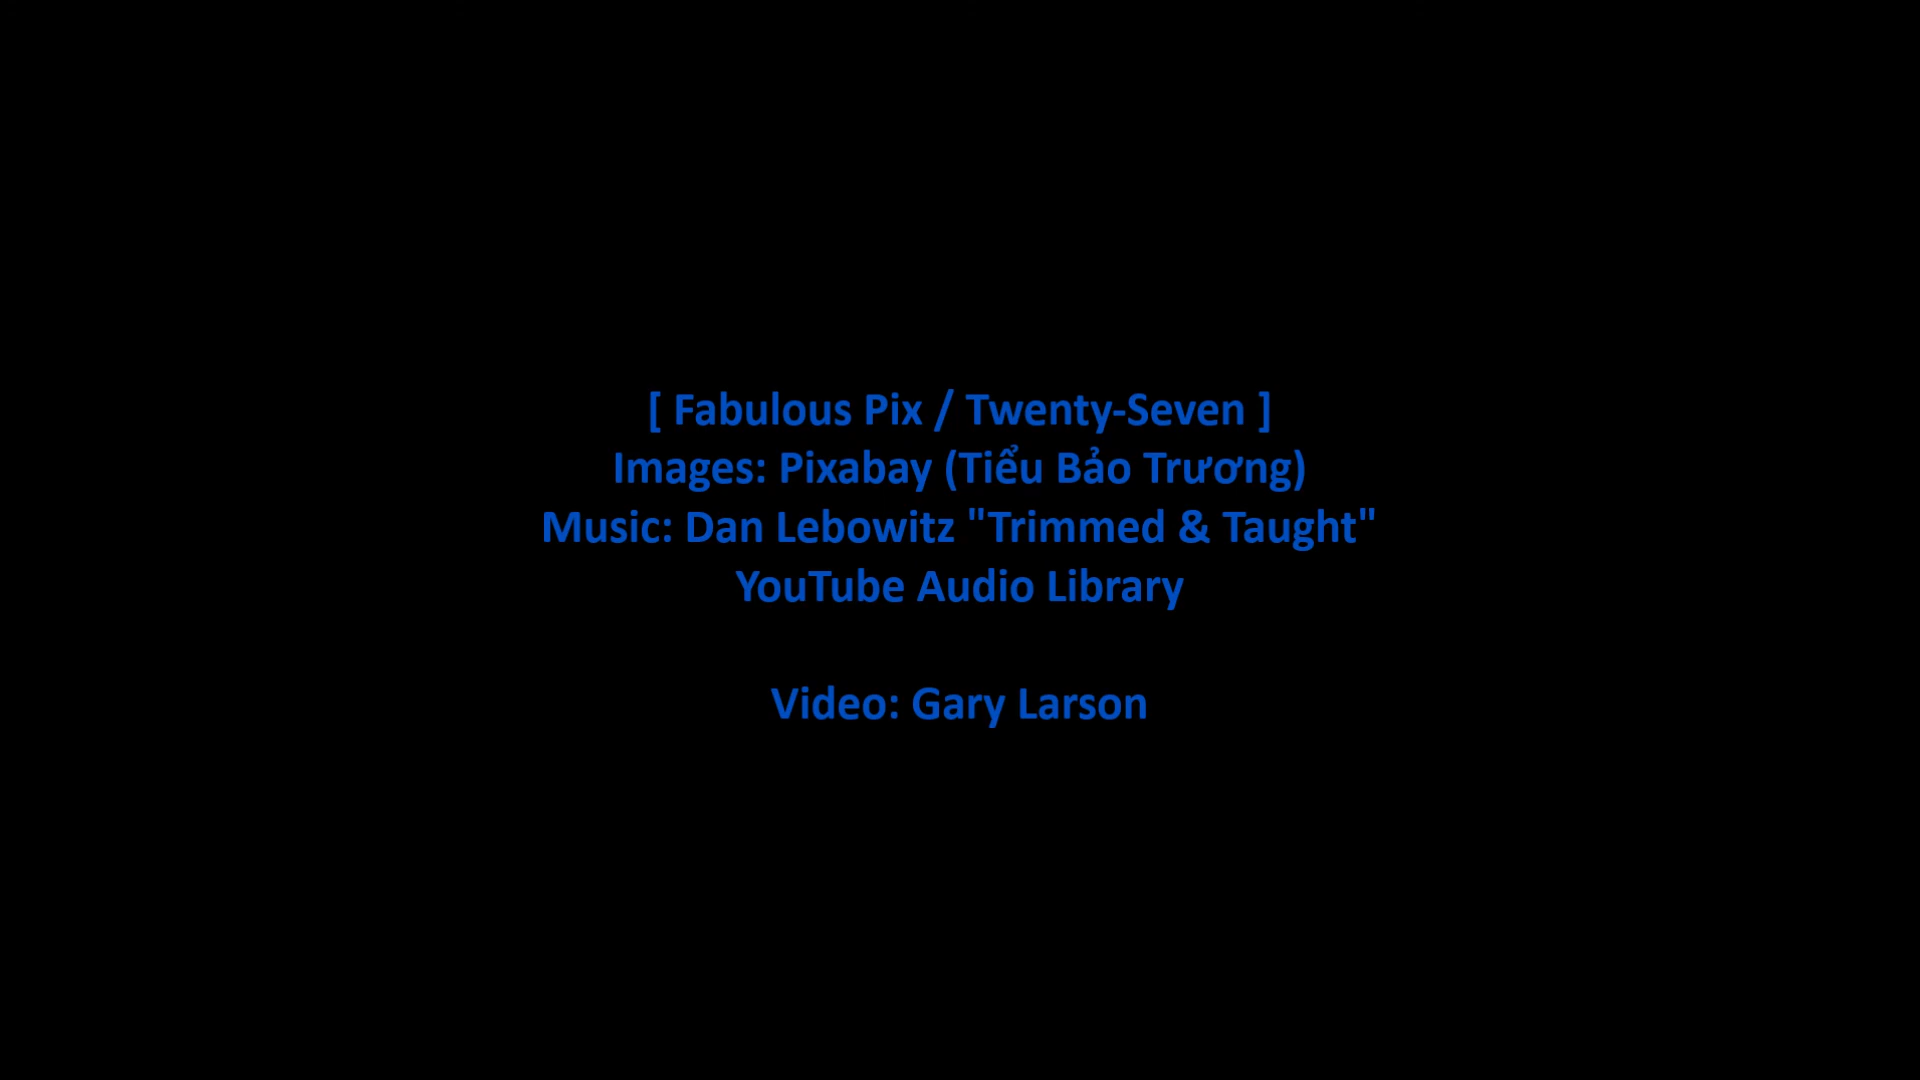 [ Fabulous Pix / Twenty-Seven ]
Images: Pixabay (Tiểu Bảo Trương)
Music: Dan Lebowitz "Trimmed & Taught"
YouTube Audio Library
Video: Gary Larson